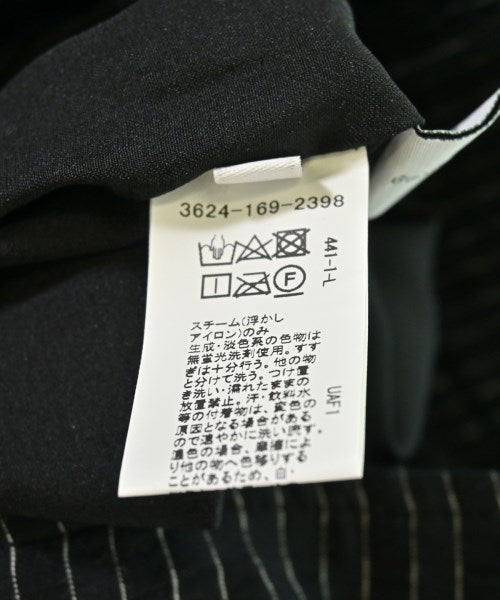 3624-169-2398
441-1-L
F
スチーム(浮かし
アイロン)のみ
生成・淡色系の色物は
無蛍光洗剤使用。すす
ぎは十分行う。他の物
と分けて洗う。つけ置
き洗い・濡れたままの
放置禁止。汗・飲料水
等の付着物は、変色の
原因となる場合がある
ので速やかに洗い流す。
濃色の場合、摩擦によ
り他の物へ色移りする
ことがあるため、白・
UAF1